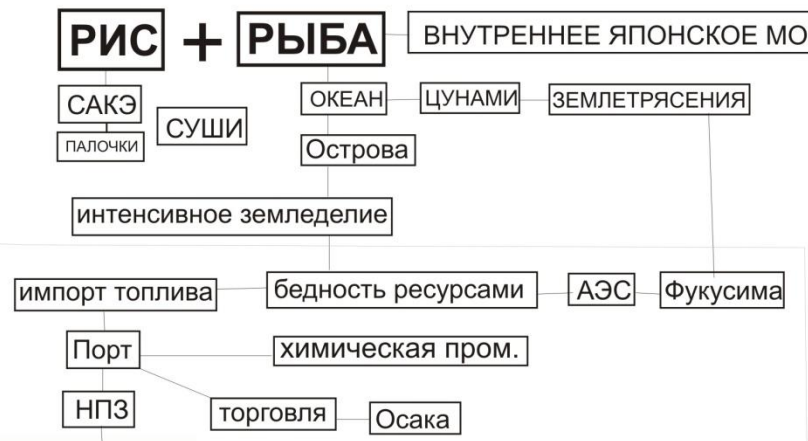 РИС + РЫБА
ВНУТРЕННЕЕ ЯПОНСКОЕ МО
САКЭ
СУШИ
ПАЛОЧКИ
ОКЕАН
ЦУНАМИ
ЗЕМЛЕТРЯСЕНИЯ
Острова
интенсивное земледелие
импорт топлива
бедность ресурсами
АЭС
Фукусима
Порт
химическая пром.
НПЗ
торговля
Осака